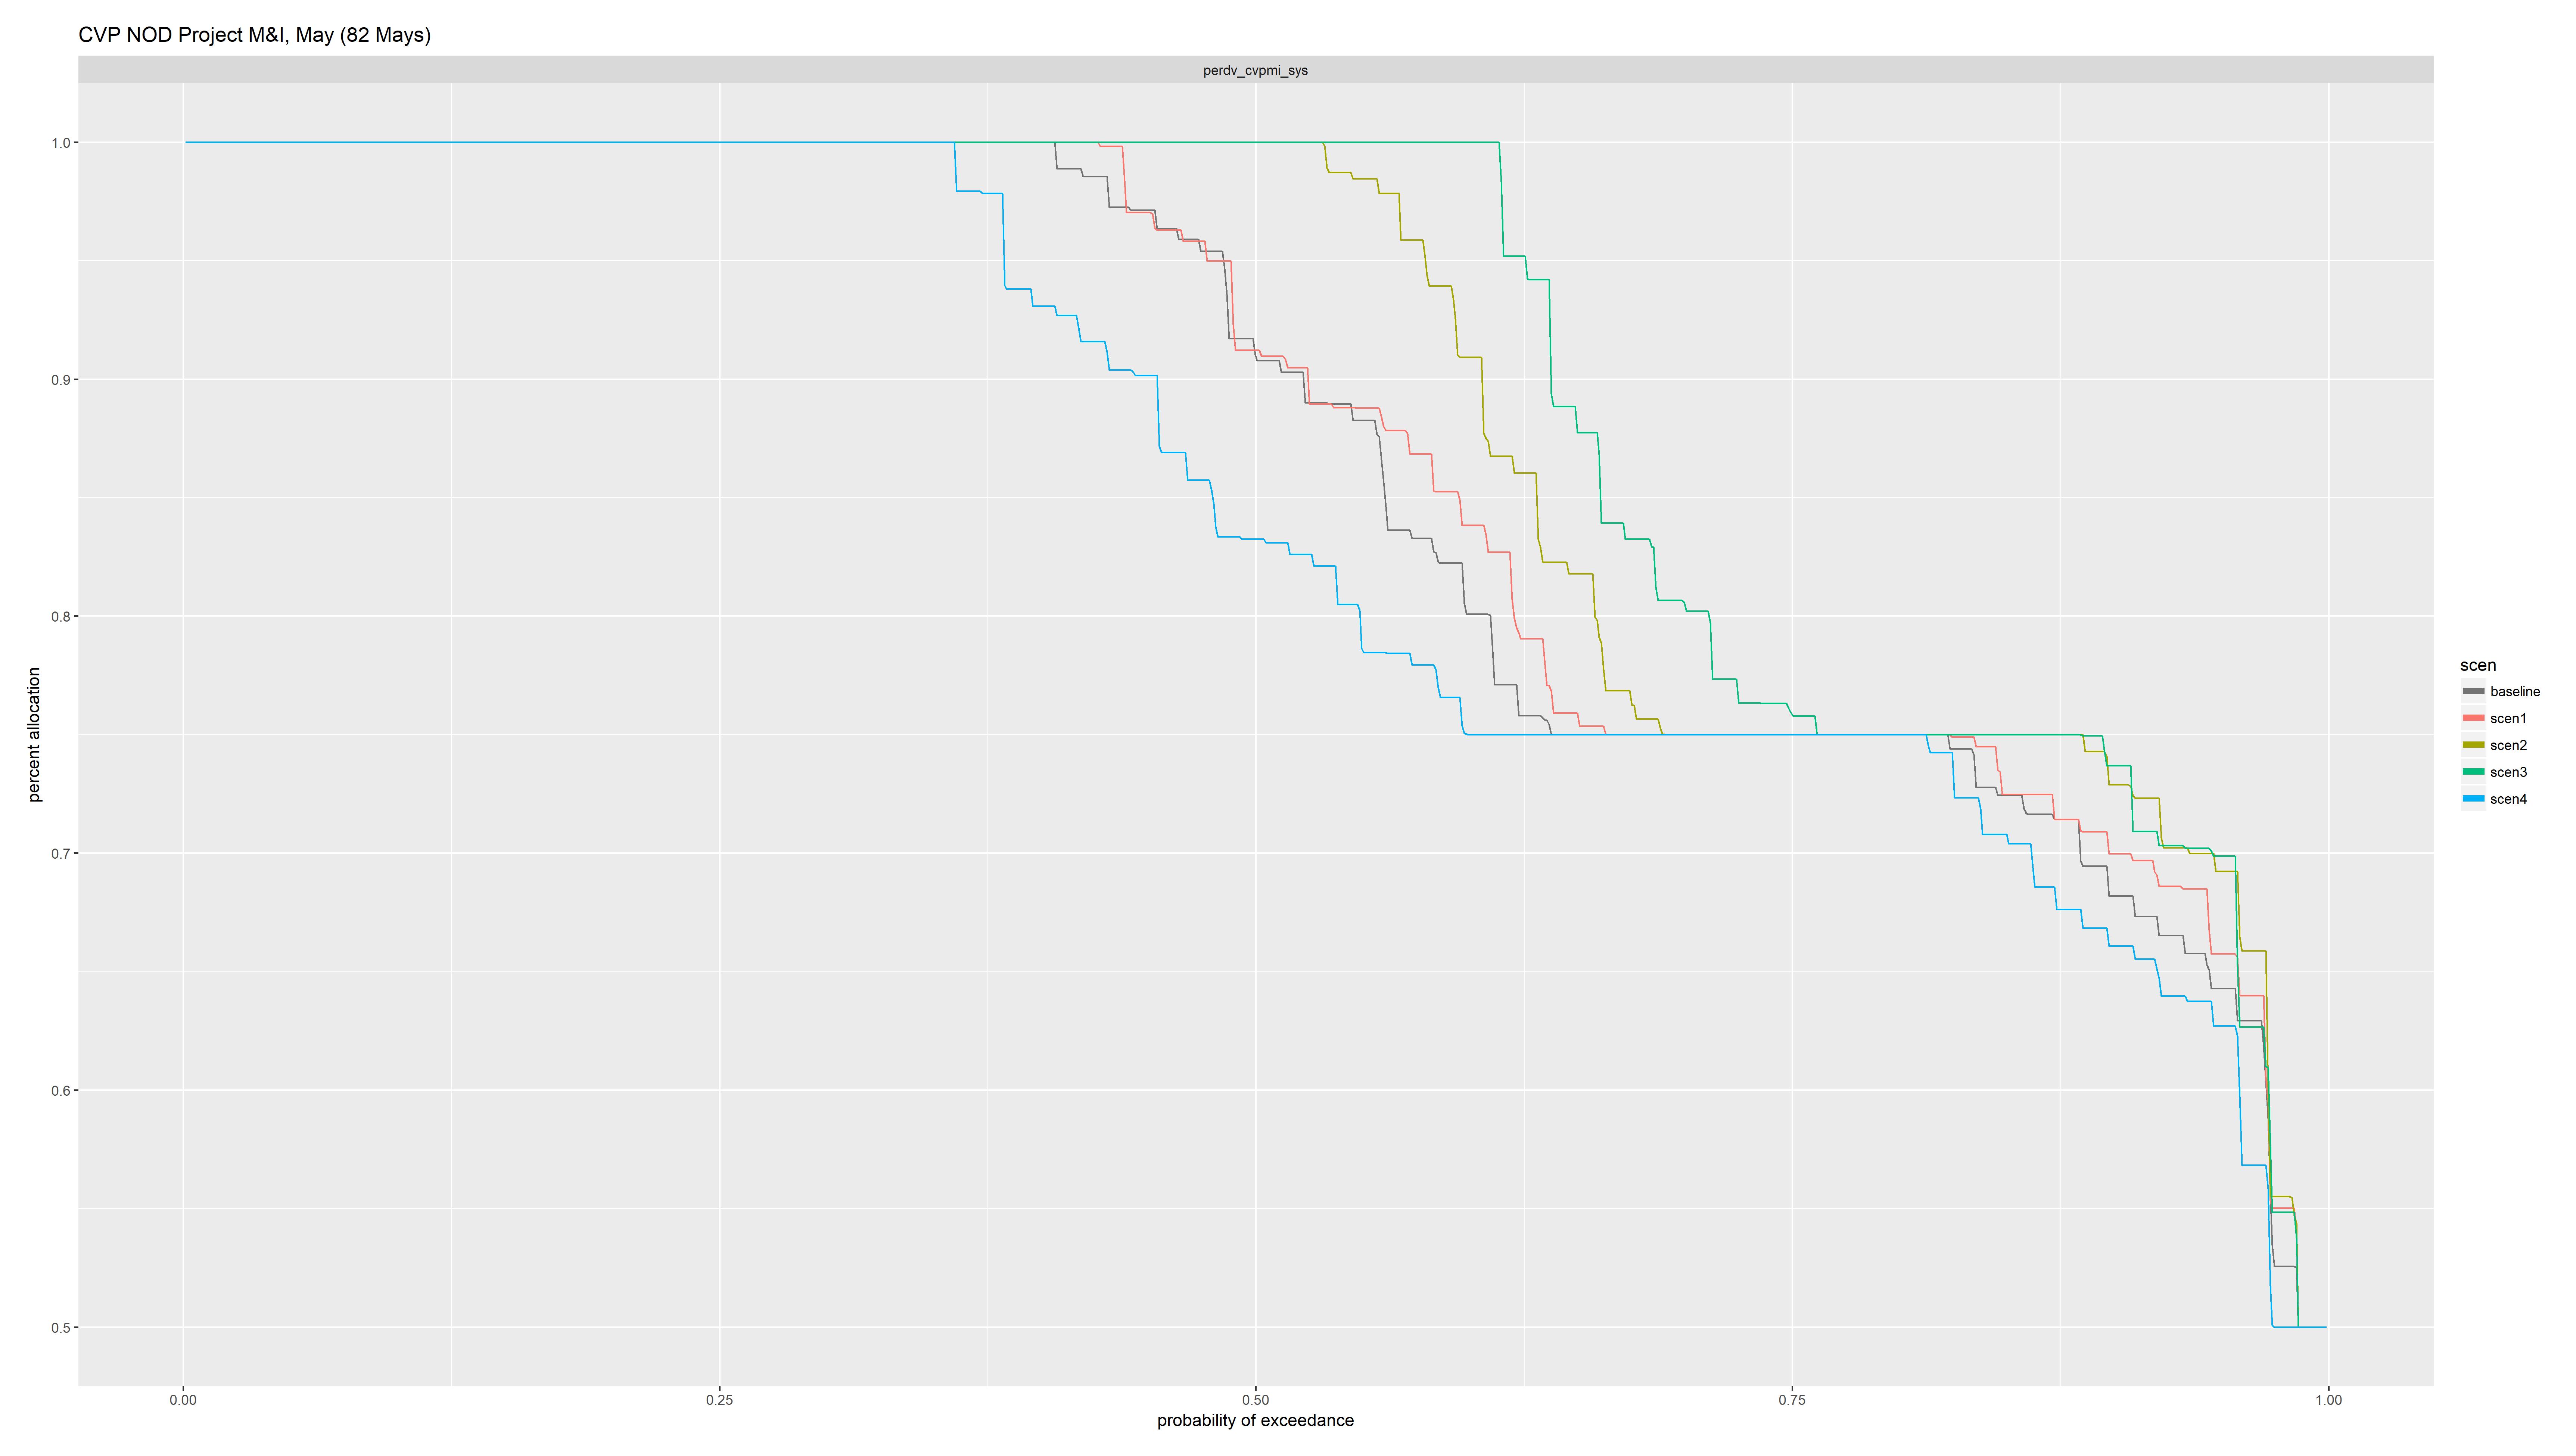 CVP NOD Project M&I, May (82 Mays)
perdv_cvpmi_sys
percent allocation
1.0
0.9
0.8
0.7
0.6
0.5
0.00
0.25
0.50
0.75
1.00
probability of exceedance
scen
baseline
scen1
scen2
scen3
scen4